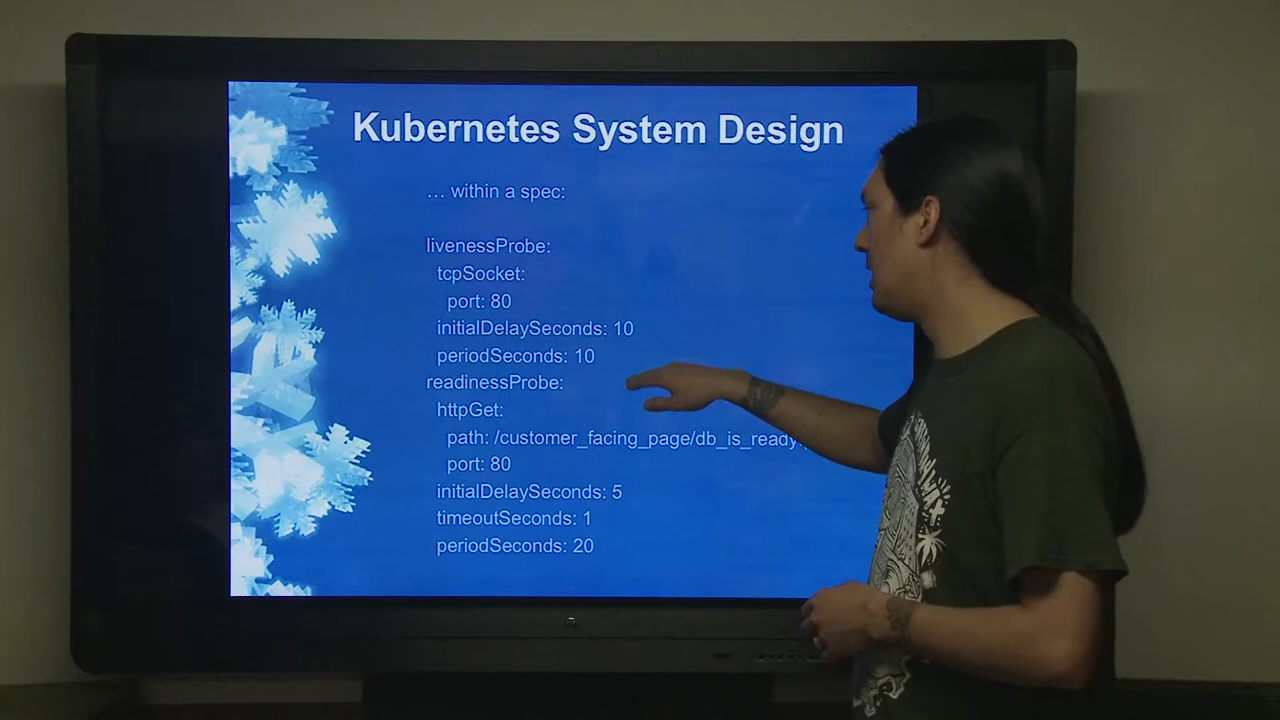 Kubernetes System Design
… within a spec:
livenessProbe:
tcpSocket:
port: 80
initialDelaySeconds: 10
periodSeconds: 10
readinessProbe:
httpGet:
path: /customer_facing_page/db_is_ready
port: 80
initialDelaySeconds: 5
timeoutSeconds: 1
periodSeconds: 20